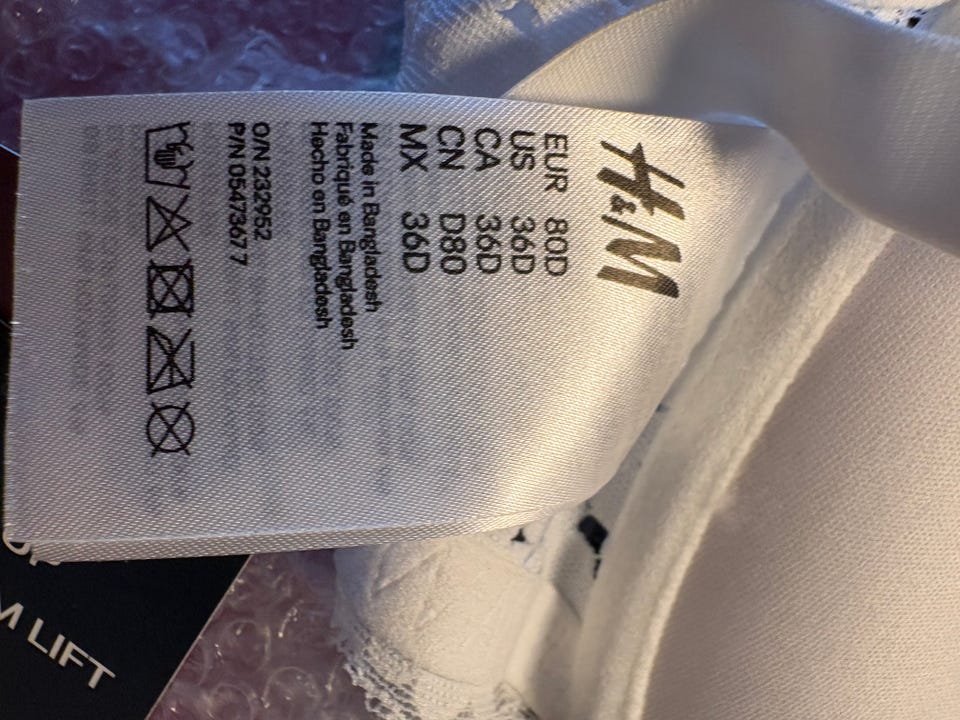 H&M
EUR 80D
US 36D
CA 36D
CN D80
MX 36D
Made in Bangladesh
Fabriqué en Bangladesh
Hecho en Bangladesh
O/N 232952
P/N 0547367 7
LIFT